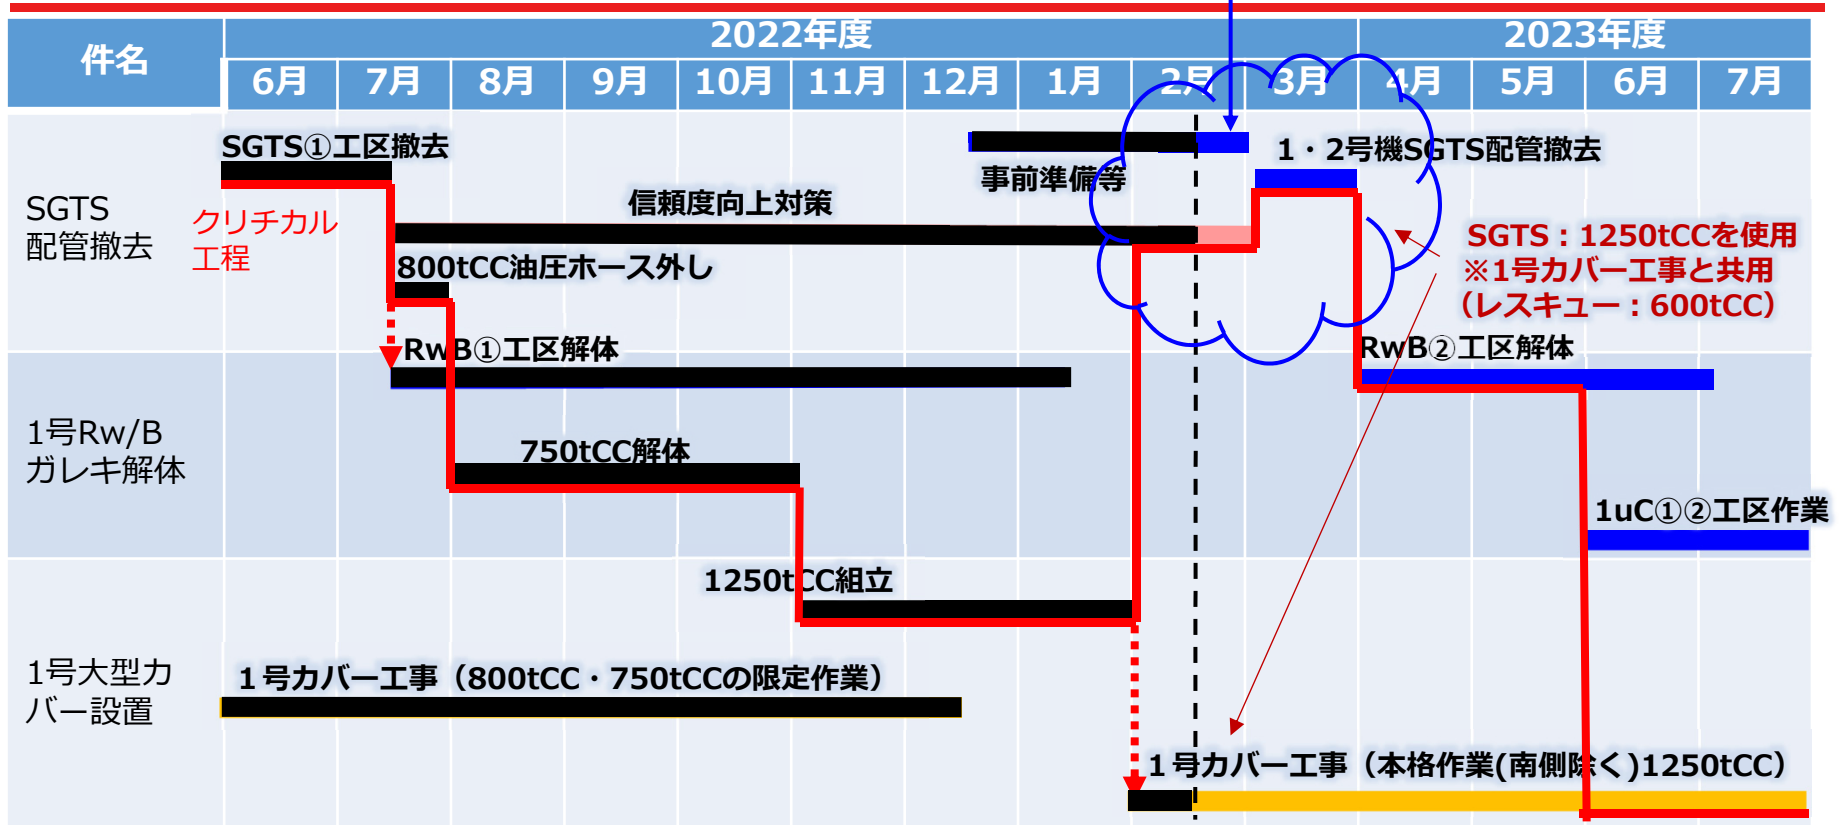 件名
2022年度
2023年度
6月 7月 8月 9月 10月 11月 12月 1月 2月 3月 4月 5月 6月 7月
SGTS
配管撤去
SGTS①工区撤去
クリチカル
工程
信頼度向上対策
800tCC油圧ホース外し
事前準備等
1・2号機SGTS配管撤去
SGTS：1250tCCを使用
※1号カバー工事と共用
（レスキュー：600tCC）
1号Rw/B
ガレキ解体
RwB①工区解体
RwB②工区解体
750tCC解体
1uC①②工区作業
1号大型カ
バー設置
1250tCC組立
１号カバー工事（800tCC・750tCCの限定作業）
１号カバー工事（本格作業(南側除く)1250tCC）